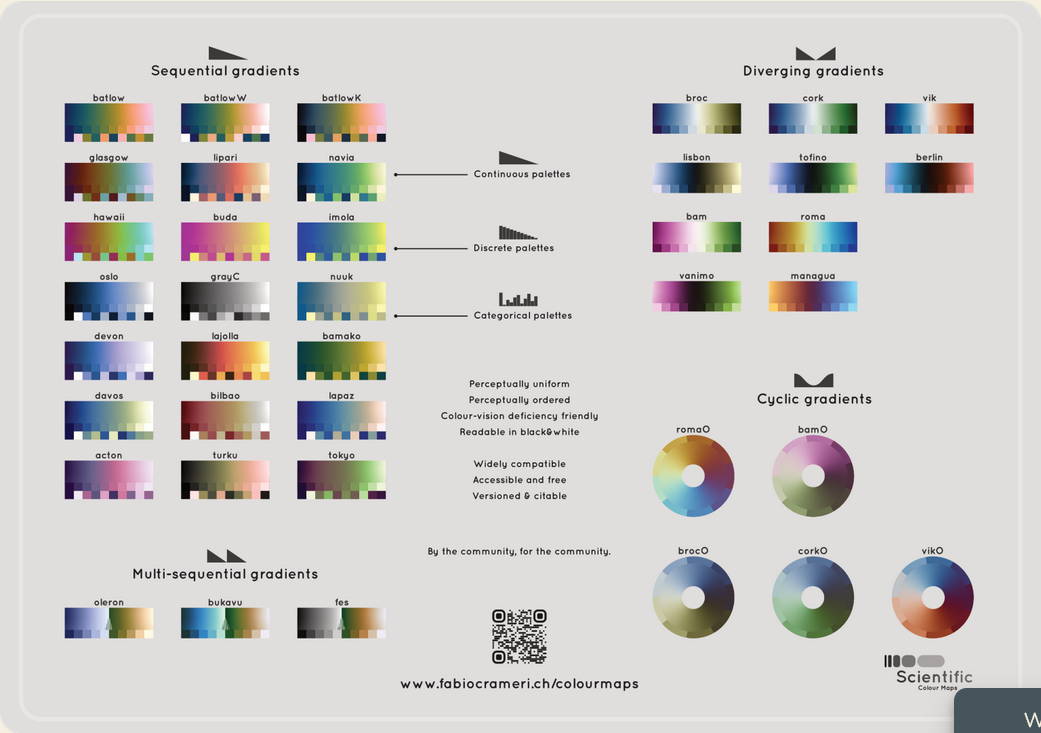 Sequential gradients
batlow
batlowW
batlowK
glasgow
lipari
navia
hawaii
buda
imola
oslo
grayC
nuuk
devon
lajolla
bamako
davos
bilbao
lapaz
acton
turku
tokyo
Continuous palettes
Discrete palettes
Categorical palettes
Perceptually uniform
Perceptually ordered
Colour-vision deficiency friendly
Readable in black&white
Widely compatible
Accessible and free
Versioned & citable
By the community, for the community.
Diverging gradients
broc
cork
vik
lisbon
tofino
berlin
bam
roma
vanimo
managua
Cyclic gradients
romaO
bamO
brocO
corkO
vikO
Multi-sequential gradients
oleron
bukavu
fes
www.fabiocrameri.ch/colourmaps
Scientific
Colour Maps